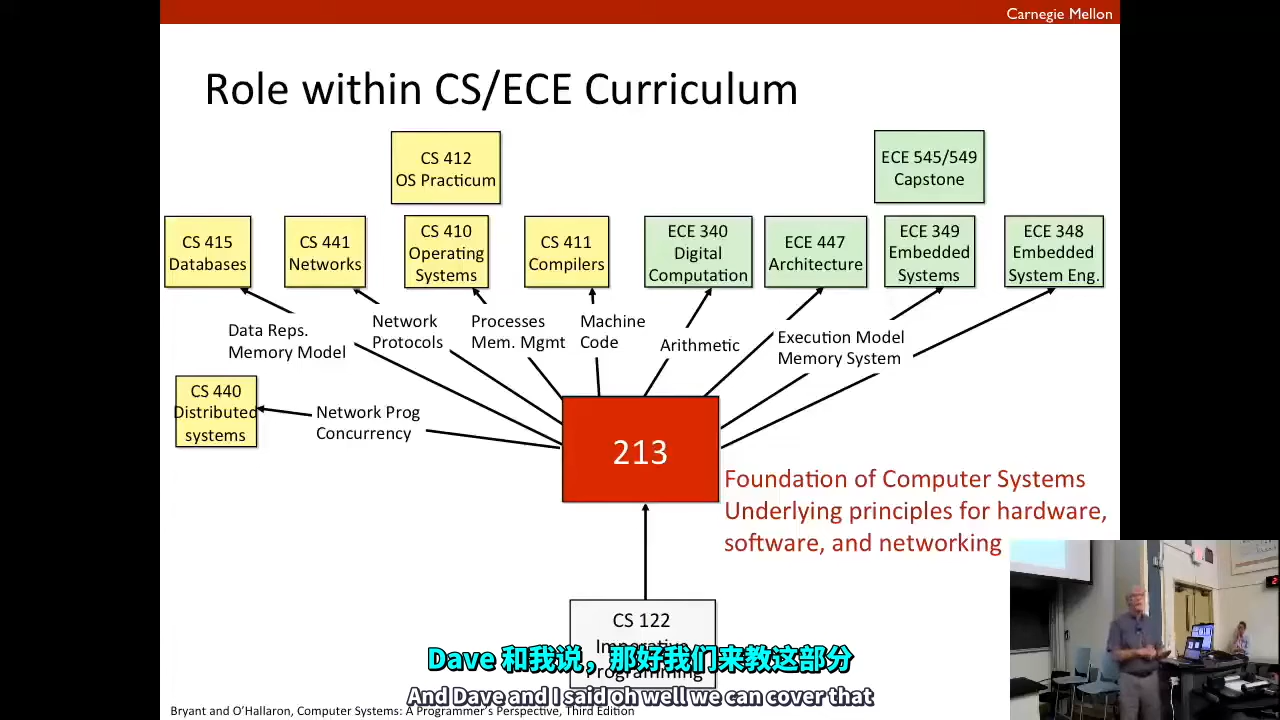 Carnegie Mellon
Role within CS/ECE Curriculum
CS 412
OS Practicum
ECE 545/549
Capstone
CS 415
Databases
CS 441
Networks
CS 410
Operating
Systems
CS 411
Compilers
ECE 340
Digital
Computation
ECE 447
Architecture
ECE 349
Embedded
Systems
ECE 348
Embedded
System Eng.
Data Reps.
Memory Model
Network
Protocols
Processes
Mem. Mgmt
Machine
Code
Arithmetic
Execution Model
Memory System
CS 440
Distributed
systems
Network Prog
Concurrency
213
Foundation of Computer Systems
Underlying principles for hardware,
software, and networking
CS 122
Imperative
Programming
Dave 和我说，那好我们来教这部分
And Dave and I said oh well we can cover that
Bryant and O'Hallaron, Computer Systems: A Programmer's Perspective, Third Edition